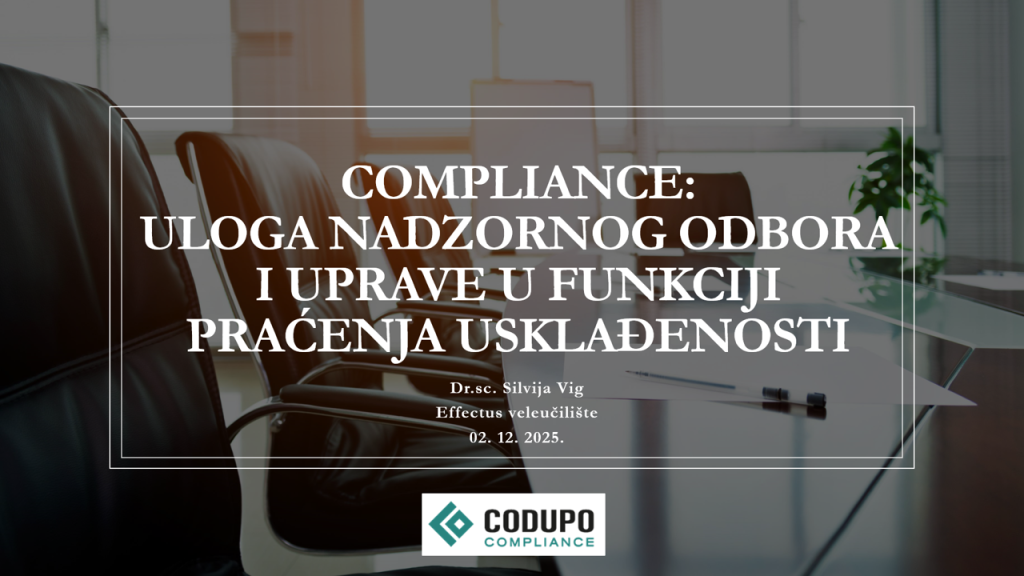 COMPLIANCE:
ULOGA NADZORNOG ODBORA
I UPRAVE U FUNKCIJI
PRAĆENJA USKLAĐENOSTI
Dr.sc. Silvija Vig
Effectus veleučilište
02. 12. 2025.
CODUPO
COMPLIANCE